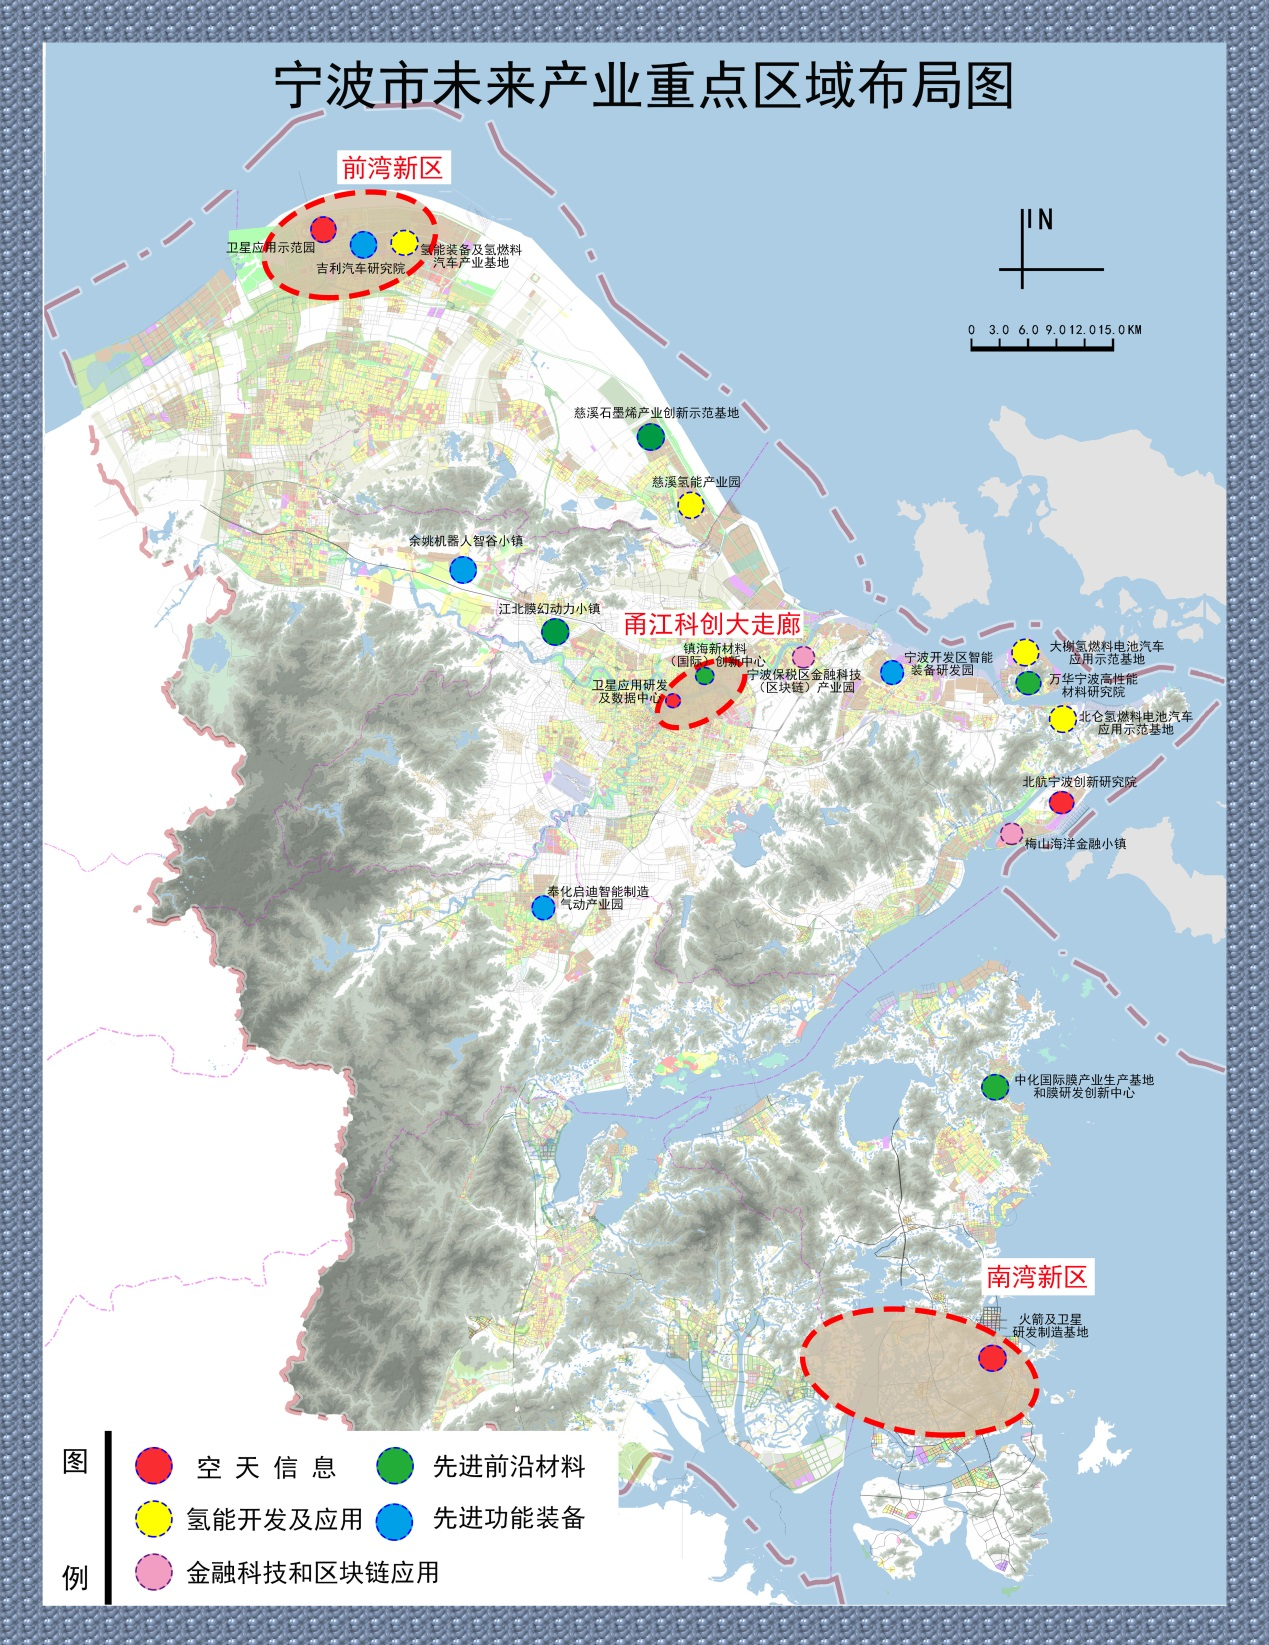 宁波市未来产业重点区域布局图
前湾新区
卫星应用示范园
吉利汽车研究院
氢能装备及氢燃料
汽车产业基地
N
0 3.0 6.0 9.0 12.0 15.0 KM
慈溪石墨烯产业创新示范基地
慈溪氢能产业园
余姚机器人智谷小镇
江北膜幻动力小镇
甬江科创大走廊
镇海新材料
（国际）创新中心
卫星应用研发
及数据中心
宁波保税区金融科技
（区块链）产业园
宁波开发区智能
装备研发园
大榭氢燃料电池汽车
应用示范基地
万华宁波高性能
材料研究院
北仑氢燃料电池汽车
应用示范基地
北航宁波创新研究院
梅山海洋金融小镇
奉化启迪智能制造
气动产业园
中化国际膜产业生产基地
和膜研发创新中心
南湾新区
火箭及卫星
研发制造基地
图例
空天信息
先进前沿材料
氢能开发及应用
先进功能装备
金融科技和区块链应用